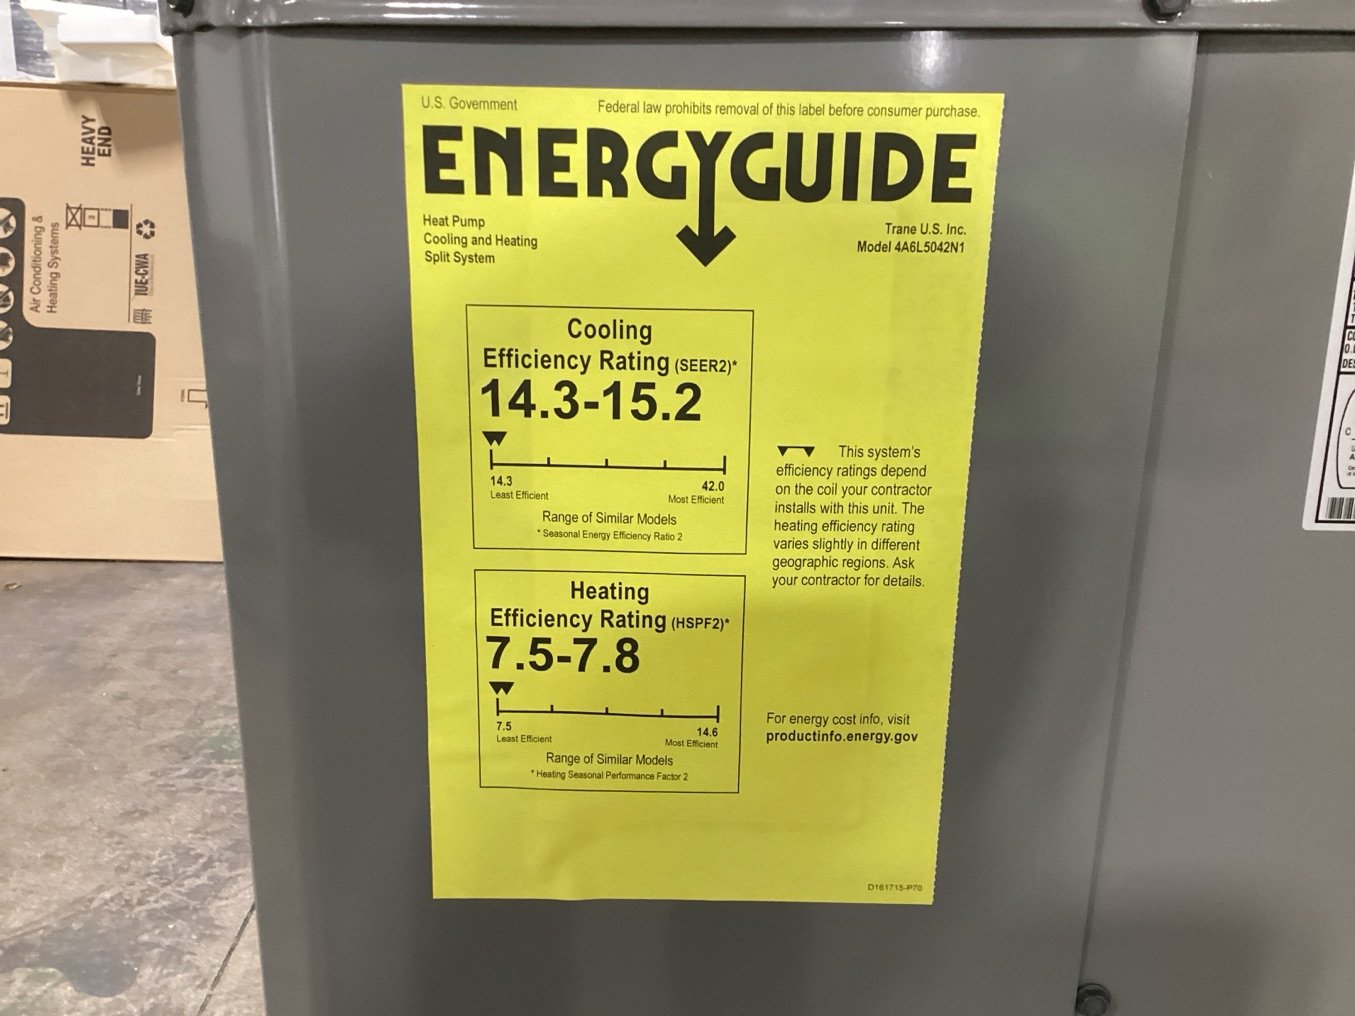 U.S. Government
Federal law prohibits removal of this label before consumer purchase.
ENERGYGUIDE
Heat Pump
Cooling and Heating
Split System
Trane U.S. Inc.
Model 4A6L5042N1
Cooling
Efficiency Rating (SEER2)*
14.3-15.2
14.3
42.0
Least Efficient
Most Efficient
Range of Similar Models
* Seasonal Energy Efficiency Ratio 2
This system's
efficiency ratings depend
on the coil your contractor
installs with this unit. The
heating efficiency rating
varies slightly in different
geographic regions. Ask
your contractor for details.
Heating
Efficiency Rating (HSPF2)*
7.5-7.8
7.5
14.6
Least Efficient
Most Efficient
Range of Similar Models
* Heating Seasonal Performance Factor 2
For energy cost info, visit
productinfo.energy.gov
D161715-P70
HEAVY
END
Air Conditioning &
Heating Systems
IUE-CWA